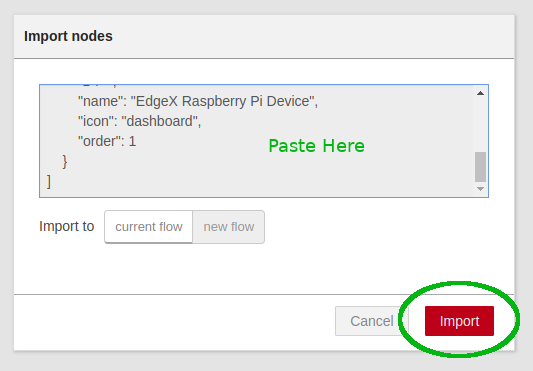 Import nodes
"name": "EdgeX Raspberry Pi Device",
"icon": "dashboard",
"order": 1
Paste Here
}
]
Import to current flow new flow
Cancel Import